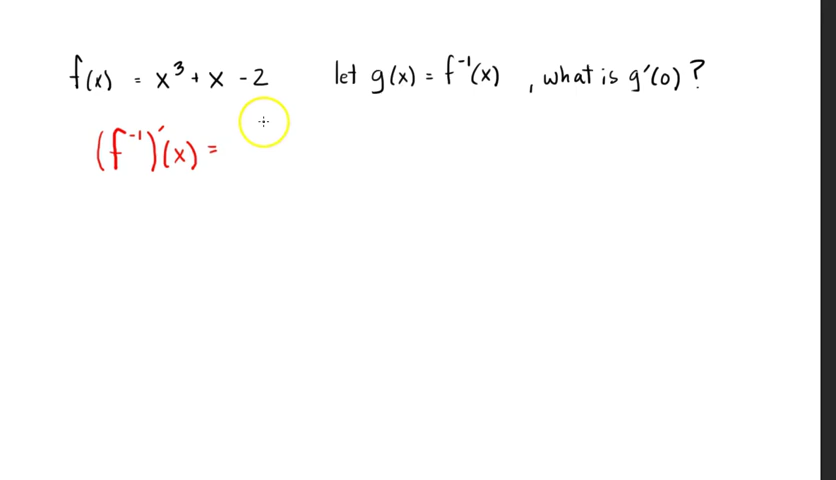 f(x) = x³ + x - 2 let g(x) = f⁻¹(x) , what is g'(0) ?
(f⁻¹)'(x) =